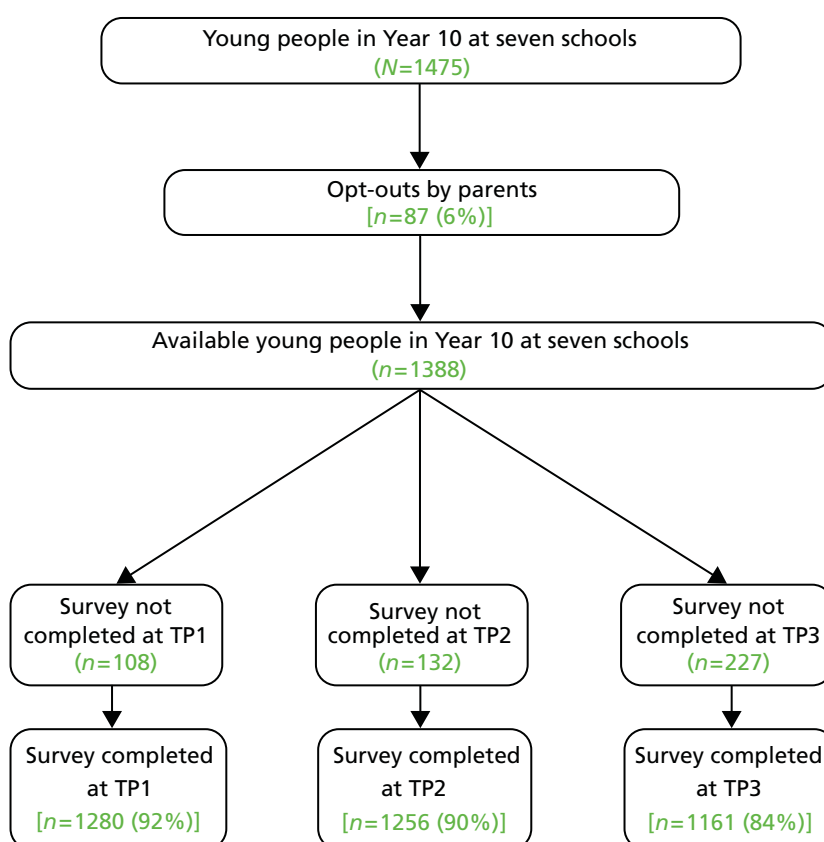 Young people in Year 10 at seven schools
(N=1475)
Opt-outs by parents
[n=87 (6%)]
Available young people in Year 10 at seven schools
(n=1388)
Survey not
completed at TP1
(n=108)
Survey not
completed at TP2
(n=132)
Survey not
completed at TP3
(n=227)
Survey completed
at TP1
[n=1280 (92%)]
Survey completed
at TP2
[n=1256 (90%)]
Survey completed
at TP3
[n=1161 (84%)]